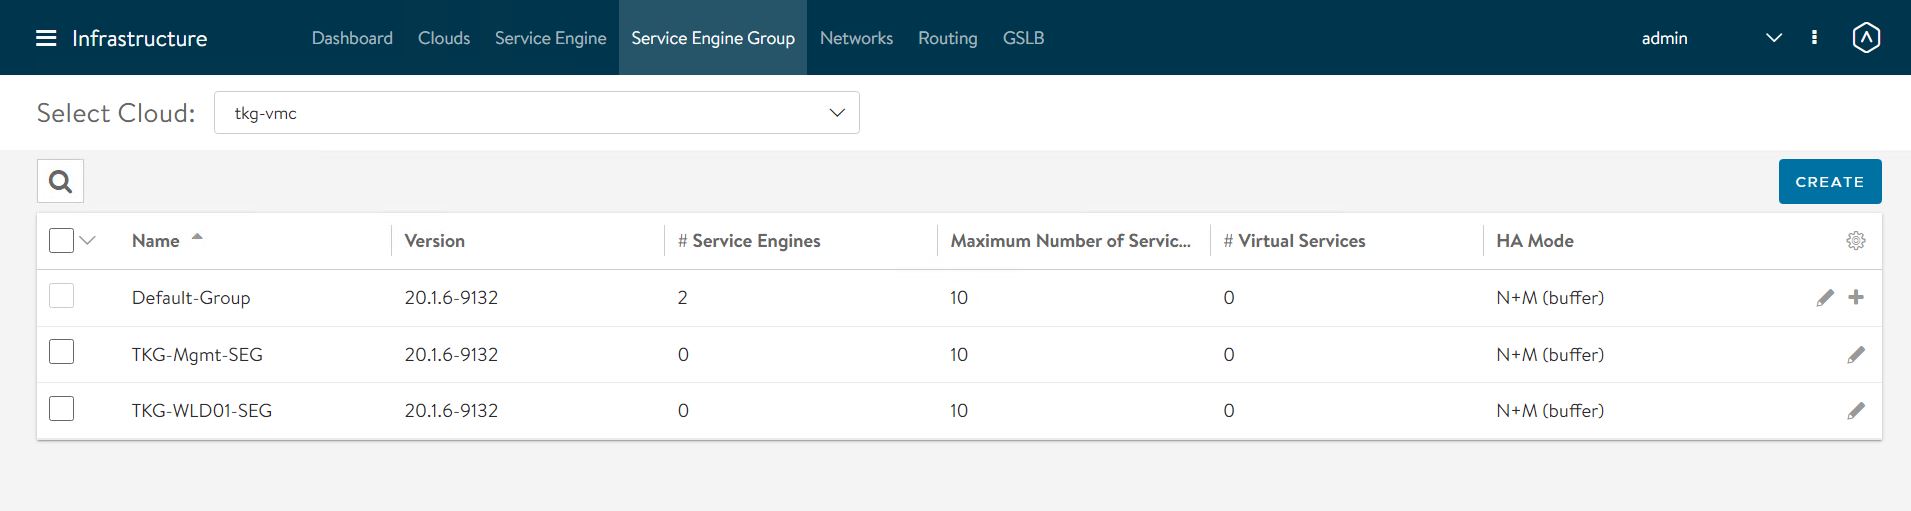 Infrastructure Dashboard Clouds Service Engine Service Engine Group Networks Routing GSLB admin
Select Cloud: tkg-vmc
CREATE
Name Version # Service Engines Maximum Number of Servic... # Virtual Services HA Mode
Default-Group 20.1.6-9132 2 10 0 N+M (buffer)
TKG-Mgmt-SEG 20.1.6-9132 0 10 0 N+M (buffer)
TKG-WLD01-SEG 20.1.6-9132 0 10 0 N+M (buffer)